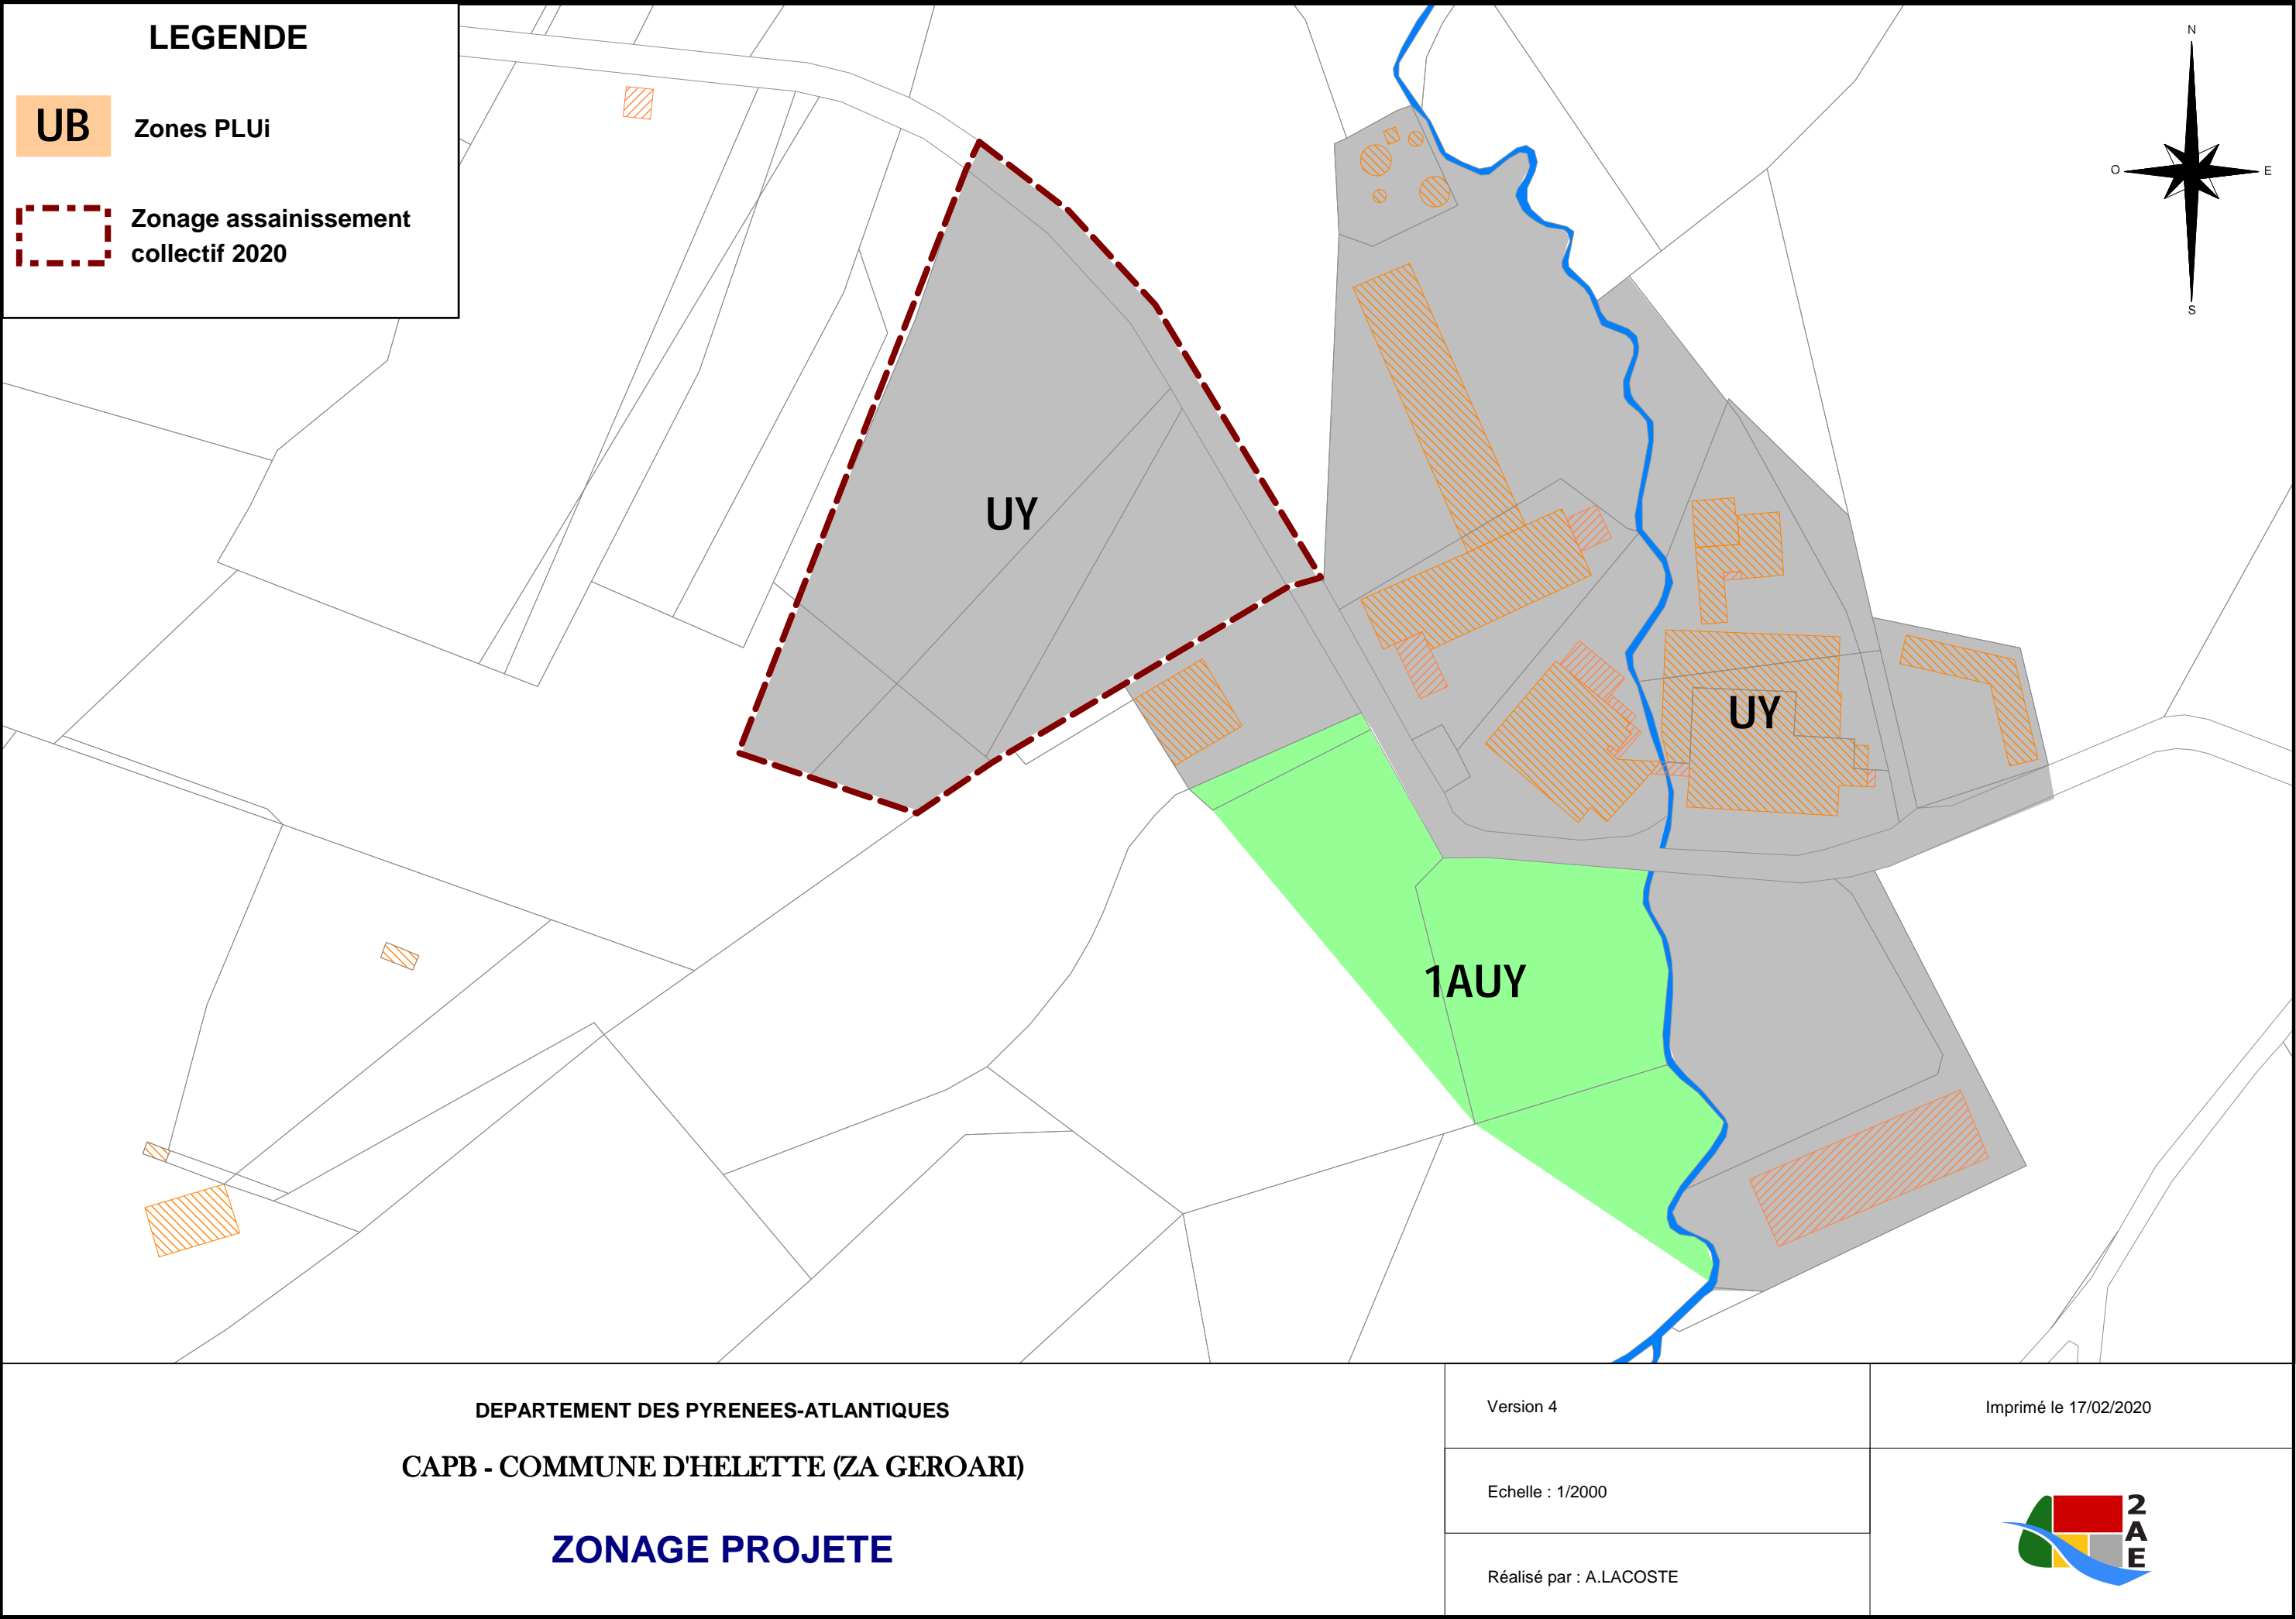 LEGENDE
UB
Zones PLUi
Zonage assainissement
collectif 2020
N
O
E
S
UY
UY
1AUY
DEPARTEMENT DES PYRENEES-ATLANTIQUES
CAPB - COMMUNE D'HELETTE (ZA GEROARI)
ZONAGE PROJETE
Version 4
Imprimé le 17/02/2020
Echelle : 1/2000
Réalisé par : A.LACOSTE
2
A
E